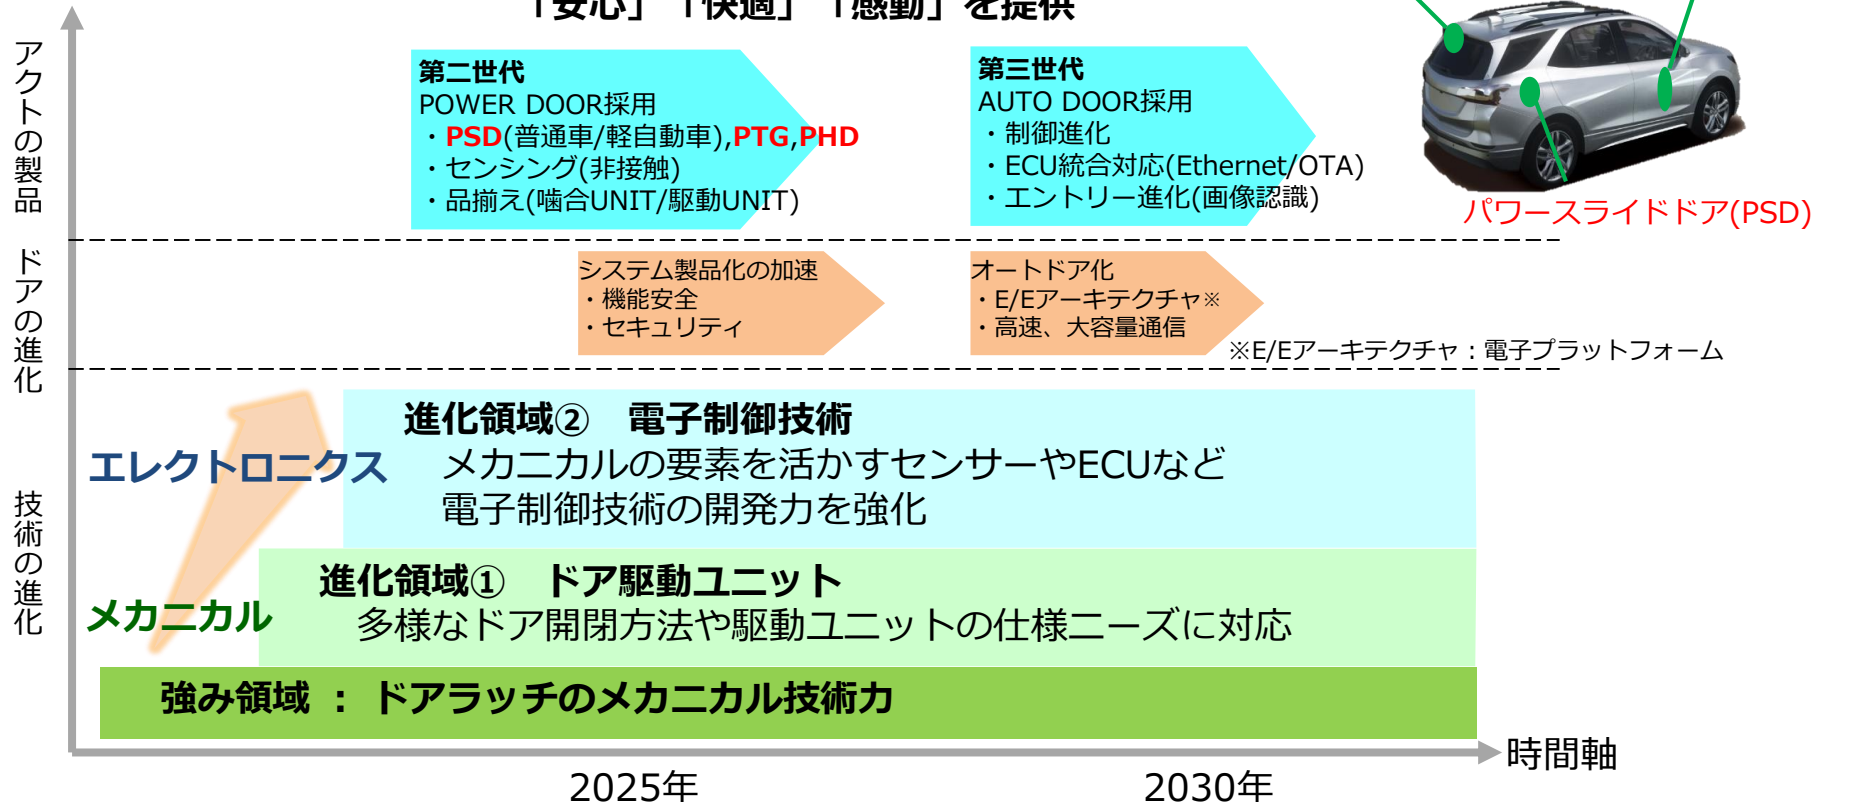 「安心」「快適」「感動」を提供
アクトの製品
第二世代
POWER DOOR採用
・PSD(普通車/軽自動車),PTG,PHD
・センシング(非接触)
・品揃え(噛合UNIT/駆動UNIT)
第三世代
AUTO DOOR採用
・制御進化
・ECU統合対応(Ethernet/OTA)
・エントリー進化(画像認識)
パワースライドドア(PSD)
ドアの進化
システム製品化の加速
・機能安全
・セキュリティ
オートドア化
・E/Eアーキテクチャ※
・高速、大容量通信
※E/Eアーキテクチャ：電子プラットフォーム
技術の進化
エレクトロニクス
進化領域②　電子制御技術
メカニカルの要素を活かすセンサーやECUなど
電子制御技術の開発力を強化
メカニカル
進化領域①　ドア駆動ユニット
多様なドア開閉方法や駆動ユニットの仕様ニーズに対応
強み領域 ： ドアラッチのメカニカル技術力
時間軸
2025年
2030年